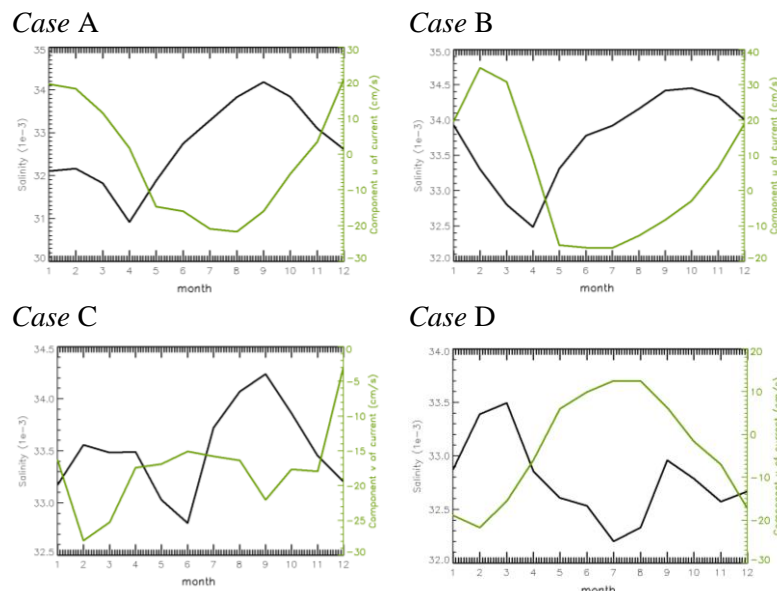 Case A
35
34
33
32
31
30
Salinity (1e-3)
30
20
10
0
-10
-20
-30
Component u of current (cm/s)
1 2 3 4 5 6 7 8 9 10 11 12
month
Case B
35.0
34.5
34.0
33.5
33.0
32.5
32.0
Salinity (1e-3)
40
30
20
10
0
-10
-20
Component u of current (cm/s)
1 2 3 4 5 6 7 8 9 10 11 12
month
Case C
34.5
34.0
33.5
33.0
32.5
Salinity (1e-3)
0
-5
-10
-15
-20
-25
-30
Component v of current (cm/s)
1 2 3 4 5 6 7 8 9 10 11 12
month
Case D
34.0
33.5
33.0
32.5
32.0
Salinity (1e-3)
20
10
0
-10
-20
-30
of current (cm/s)
1 2 3 4 5 6 7 8 9 10 11 12
month